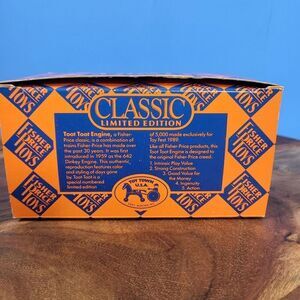 CLASSIC
LIMITED EDITION
Toot Toot Engine, a Fisher-
Price classic, is a combination of
trains Fisher-Price has made over
the past 30 years. It was first
introduced in 1959 as the 642
Dinkey Engine. This authentic
reproduction features color
and styling of days gone
by. Toot Toot is a
special numbered
limited edition
of 5,000 made exclusively for
Toy Fest 1989.
Like all Fisher-Price products, this
Toot Toot Engine is designed to
the original Fisher-Price creed.
1. Intrinsic Play Value
2. Strong Construction
3. Good Value for
the Money
4. Ingenuity
5. Action
TOY TOWN
U.S.A.
FISHER
PRICE
TOYS
FISHER
PRICE
TOYS